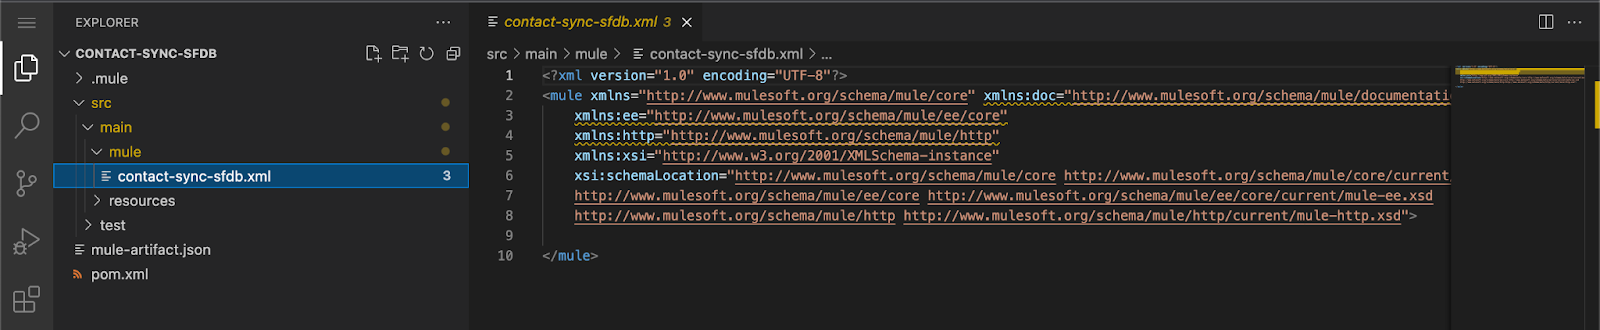 EXPLORER
CONTACT-SYNC-SFDB
.mule
src
main
mule
contact-sync-sfdb.xml 3
resources
test
mule-artifact.json
pom.xml
contact-sync-sfdb.xml 3
src > main > mule > contact-sync-sfdb.xml > ...
1 <?xml version="1.0" encoding="UTF-8"?>
2 <mule xmlns="http://www.mulesoft.org/schema/mule/core" xmlns:doc="http://www.mulesoft.org/schema/mule/documentati
3 xmlns:ee="http://www.mulesoft.org/schema/mule/ee/core"
4 xmlns:http="http://www.mulesoft.org/schema/mule/http"
5 xmlns:xsi="http://www.w3.org/2001/XMLSchema-instance"
6 xsi:schemaLocation="http://www.mulesoft.org/schema/mule/core http://www.mulesoft.org/schema/mule/core/current/
7 http://www.mulesoft.org/schema/mule/ee/core http://www.mulesoft.org/schema/mule/ee/core/current/mule-ee.xsd
8 http://www.mulesoft.org/schema/mule/http http://www.mulesoft.org/schema/mule/http/current/mule-http.xsd">
9
10 </mule>